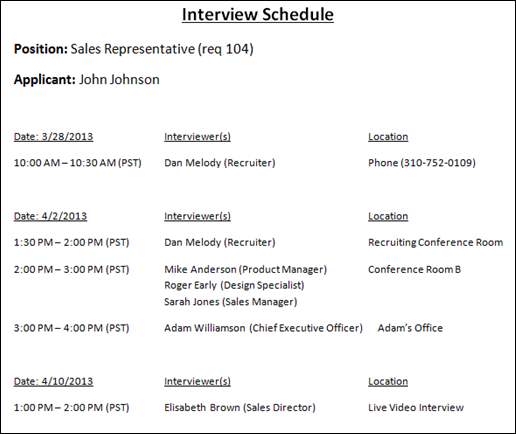 Interview Schedule
Position: Sales Representative (req 104)
Applicant: John Johnson
Date: 3/28/2013 Interviewer(s) Location
10:00 AM – 10:30 AM (PST) Dan Melody (Recruiter) Phone (310-752-0109)
Date: 4/2/2013 Interviewer(s) Location
1:30 PM – 2:00 PM (PST) Dan Melody (Recruiter) Recruiting Conference Room
2:00 PM – 3:00 PM (PST) Mike Anderson (Product Manager) Conference Room B
Roger Early (Design Specialist)
Sarah Jones (Sales Manager)
3:00 PM – 4:00 PM (PST) Adam Williamson (Chief Executive Officer) Adam's Office
Date: 4/10/2013 Interviewer(s) Location
1:00 PM – 2:00 PM (PST) Elisabeth Brown (Sales Director) Live Video Interview